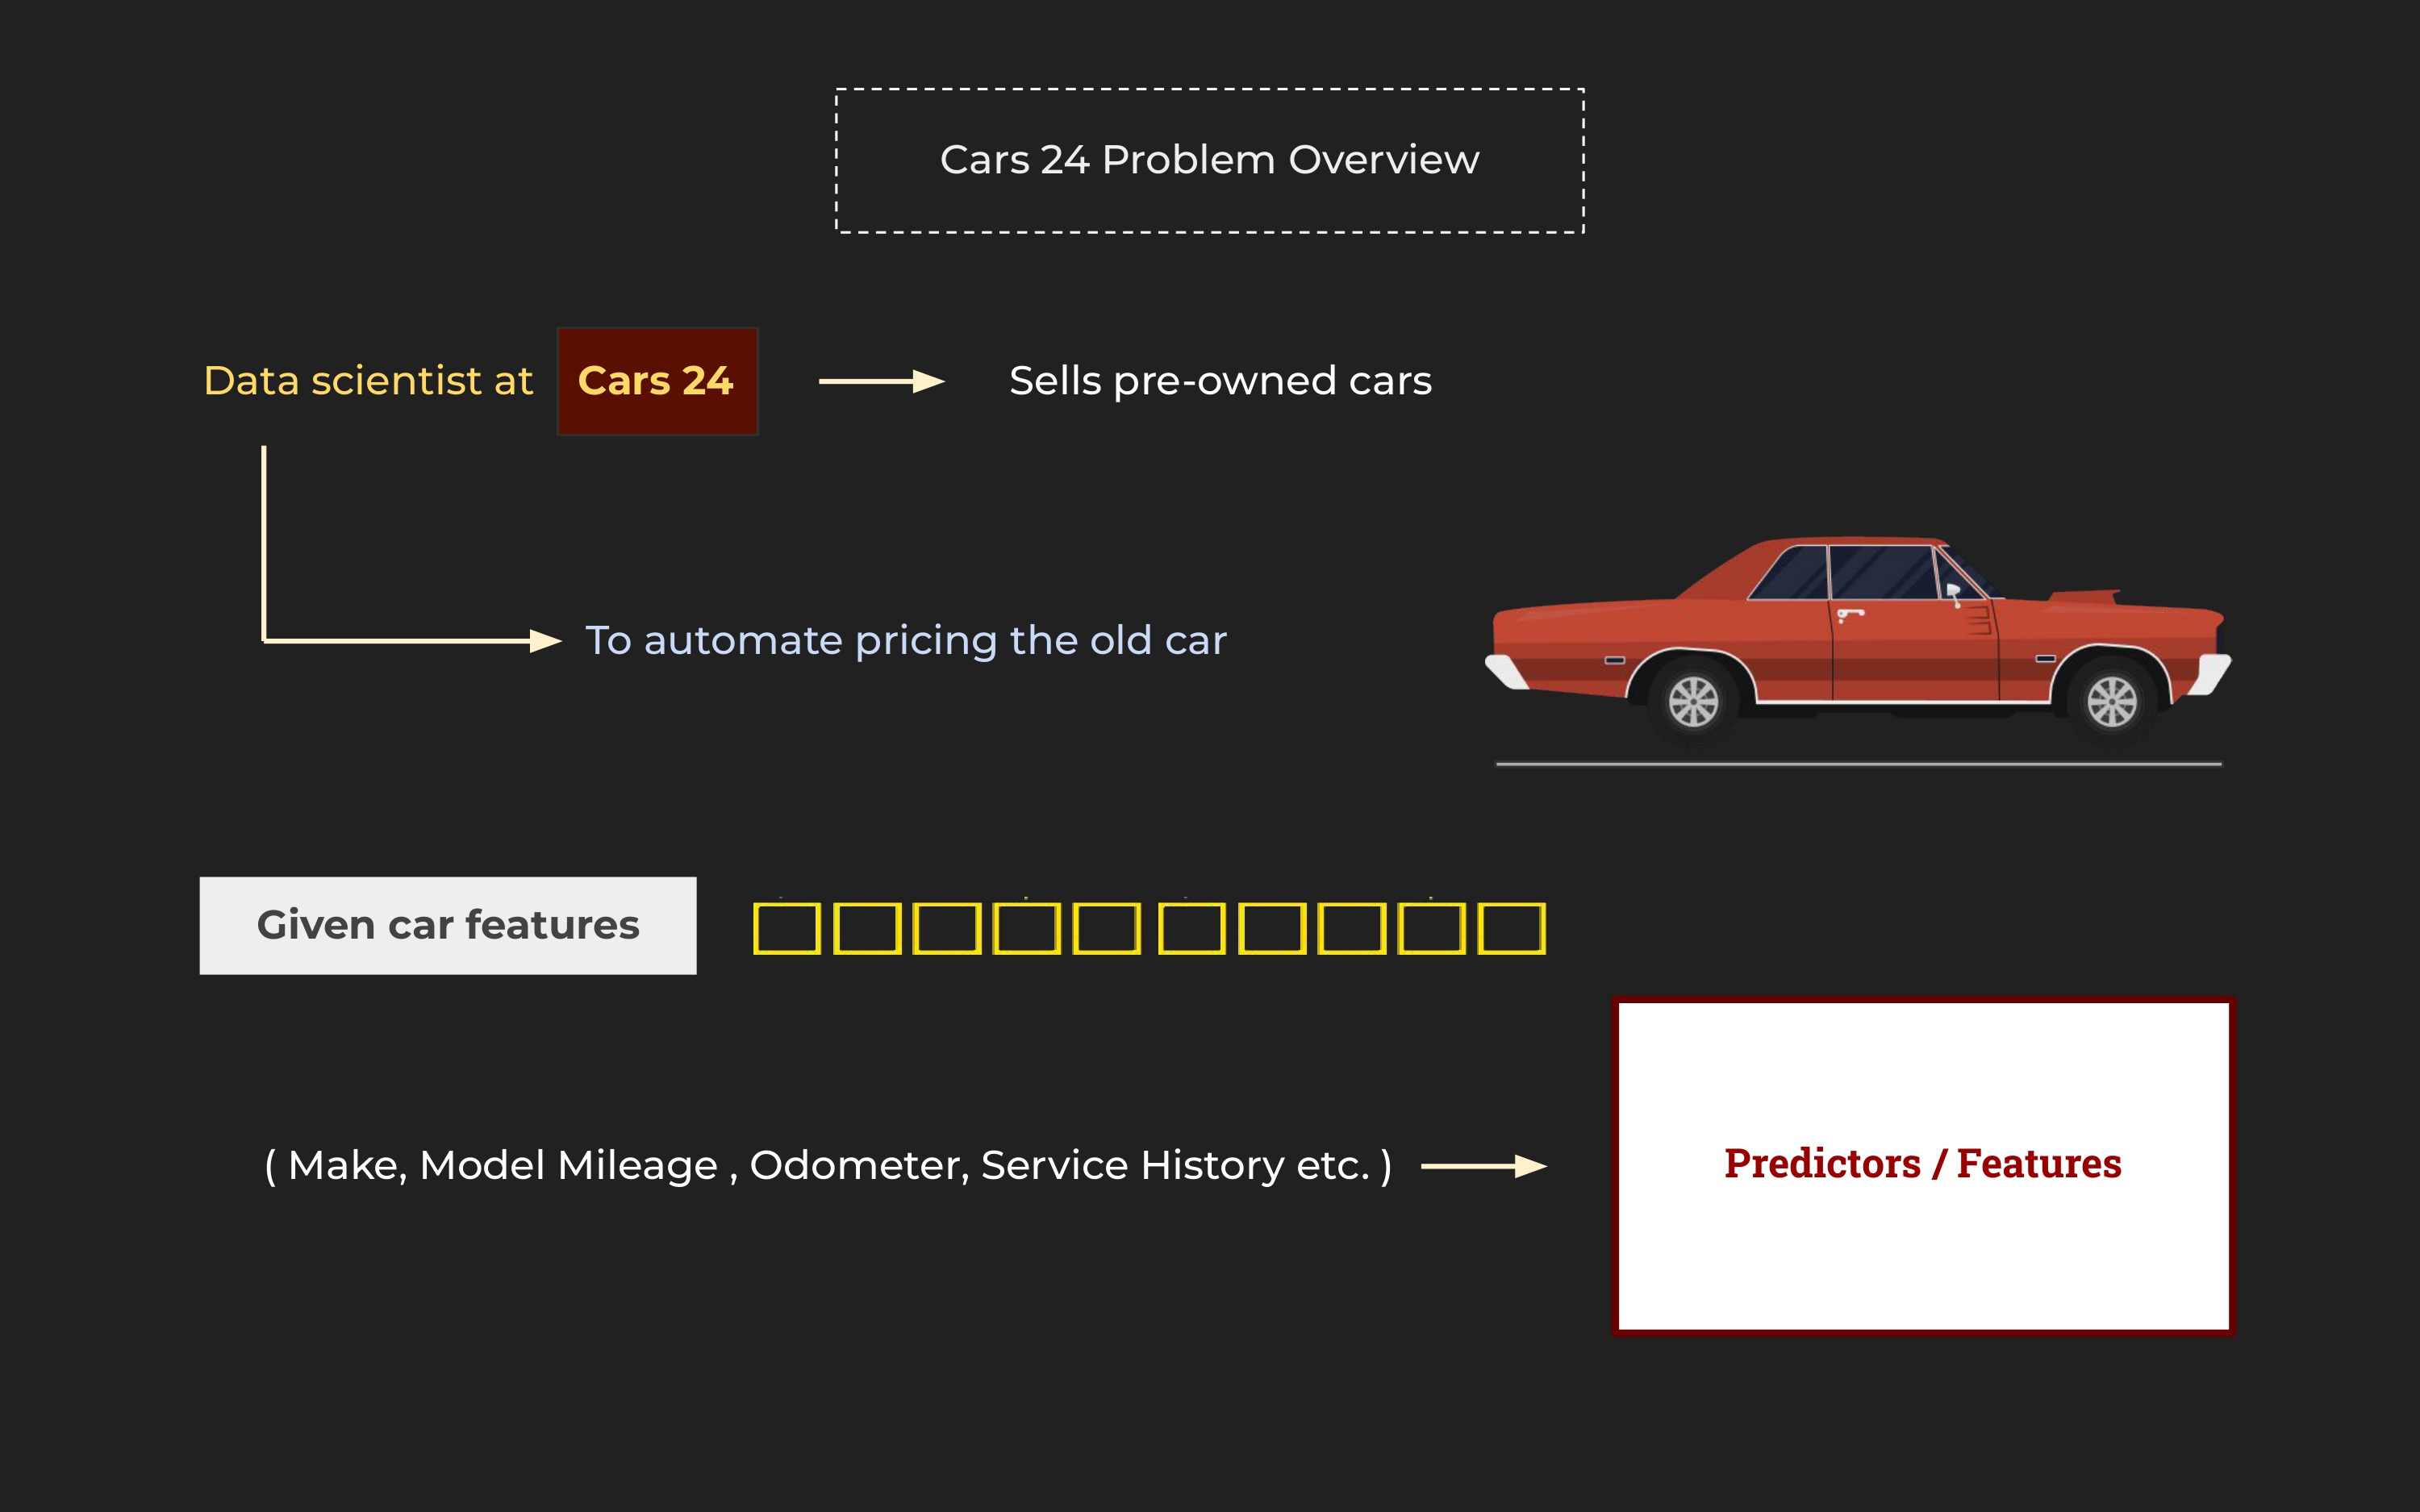 Cars 24 Problem Overview
Data scientist at Cars 24 Sells pre-owned cars
To automate pricing the old car
Given car features
( Make, Model Mileage , Odometer, Service History etc. )
Predictors / Features